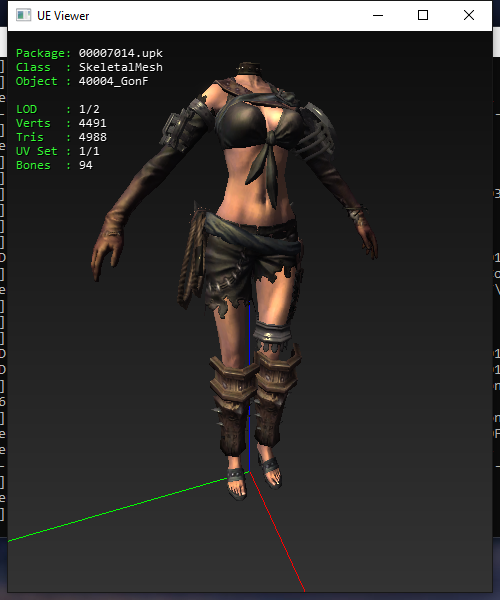 UE Viewer
Package: 00007014.upk
Class : SkeletalMesh
Object : 40004_GonF
LOD : 1/2
Verts : 4491
Tris : 4988
UV Set : 1/1
Bones : 94